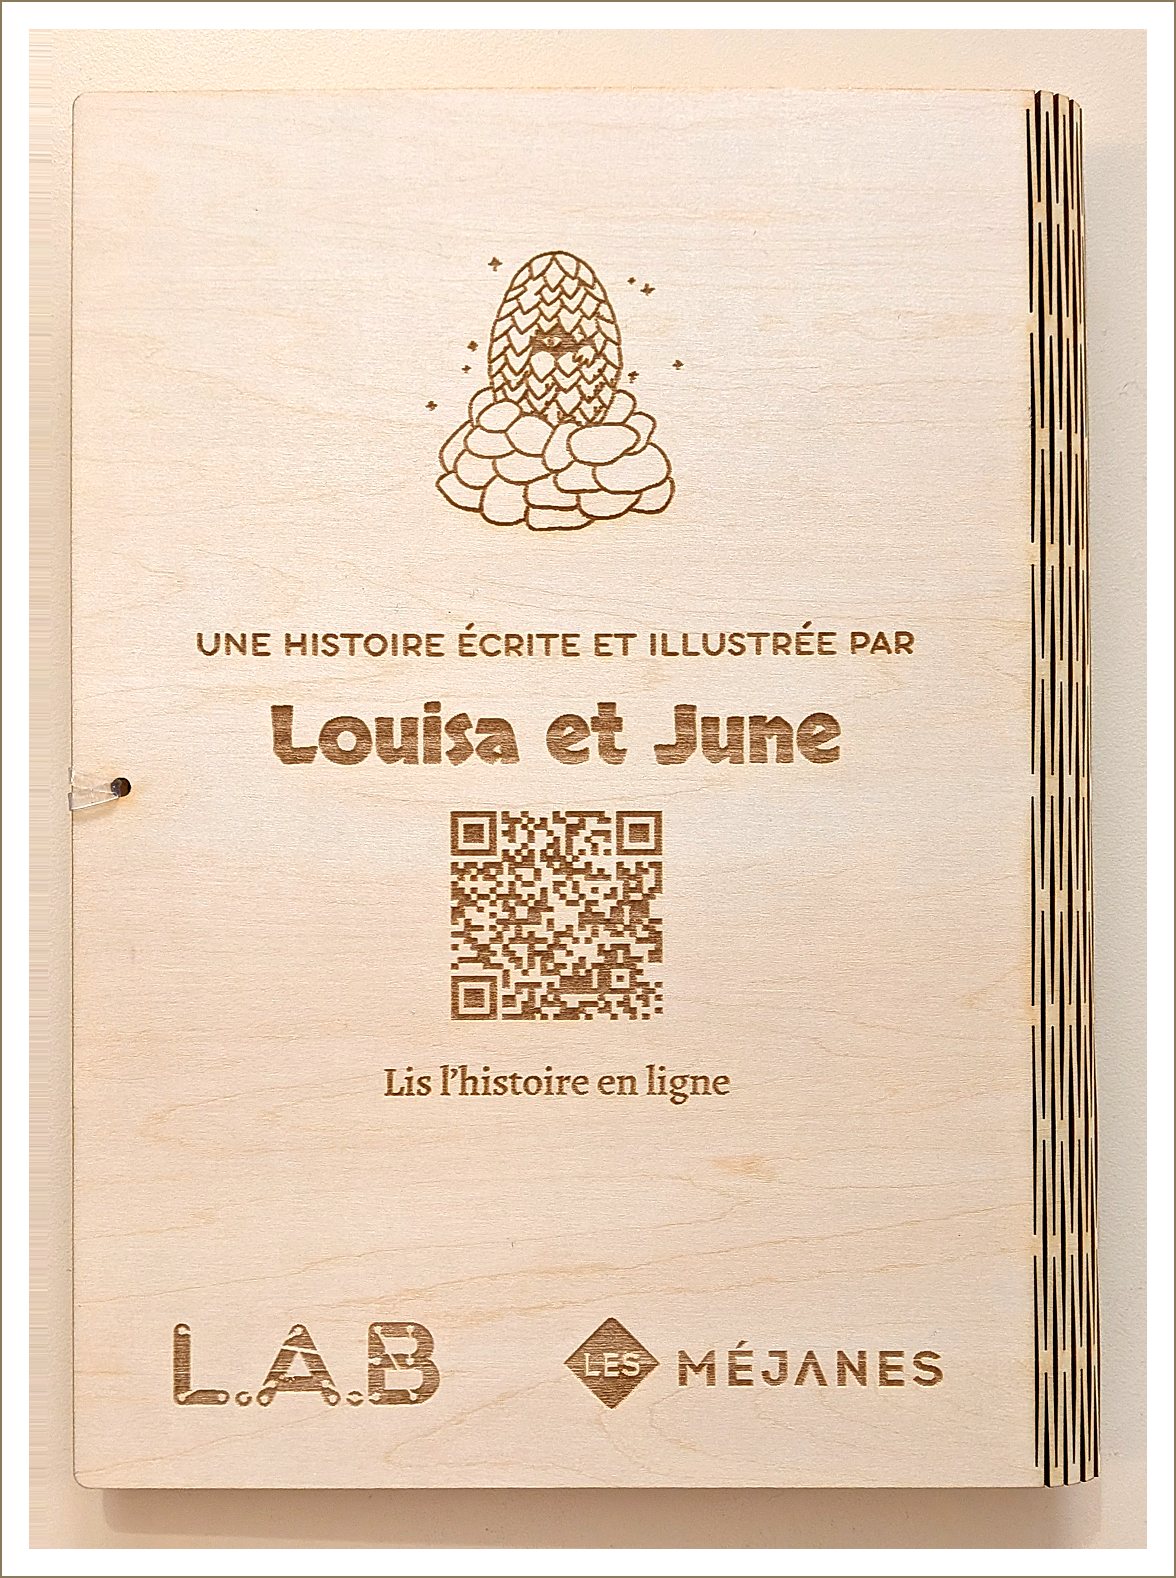 UNE HISTOIRE ÉCRITE ET ILLUSTRÉE PAR
Louisa et June
Lis l'histoire en ligne
L.A.B
LES MÉJANES